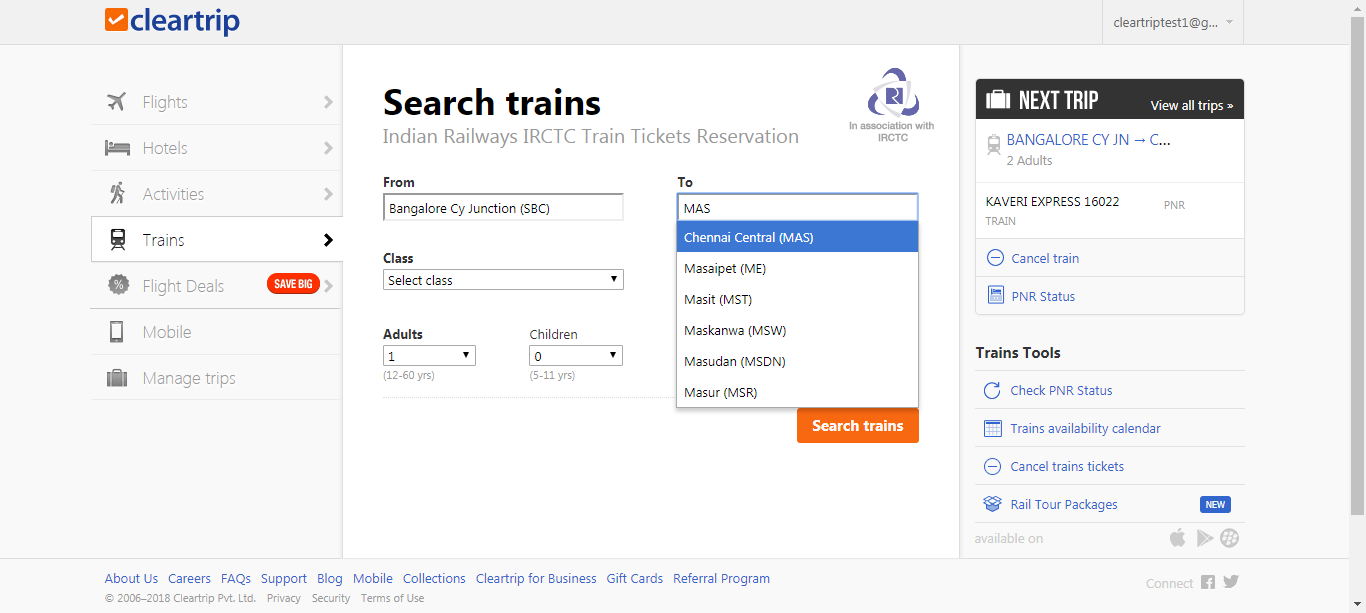 cleartrip
cleartriptest1@g...
Flights
Hotels
Activities
Trains
Flight Deals
SAVE BIG
Mobile
Manage trips
Search trains
Indian Railways IRCTC Train Tickets Reservation
In association with
IRCTC
From
Bangalore Cy Junction (SBC)
To
MAS
Chennai Central (MAS)
Masaipet (ME)
Masit (MST)
Maskanwa (MSW)
Masudan (MSDN)
Masur (MSR)
Class
Select class
Adults
1
(12-60 yrs)
Children
0
(5-11 yrs)
Search trains
NEXT TRIP
View all trips »
BANGALORE CY JN → C...
2 Adults
KAVERI EXPRESS 16022
TRAIN
PNR
Cancel train
PNR Status
Trains Tools
Check PNR Status
Trains availability calendar
Cancel trains tickets
Rail Tour Packages
NEW
available on
About Us Careers FAQs Support Blog Mobile Collections Cleartrip for Business Gift Cards Referral Program
© 2006–2018 Cleartrip Pvt. Ltd. Privacy Security Terms of Use
Connect